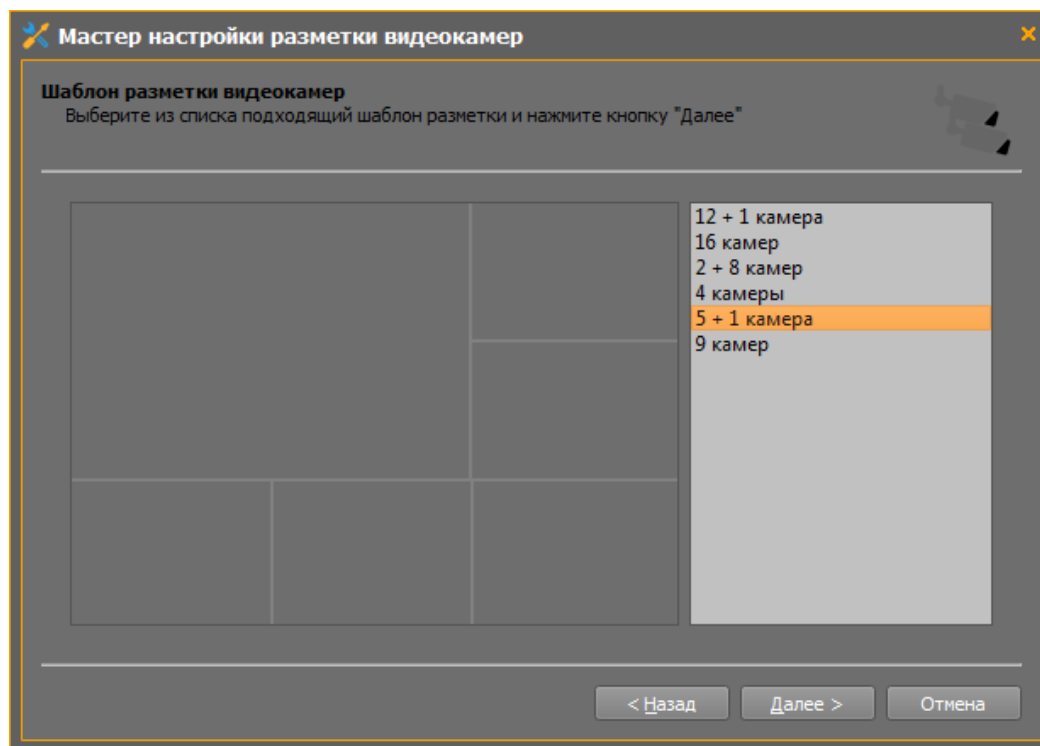 Мастер настройки разметки видеокамер
Шаблон разметки видеокамер
Выберите из списка подходящий шаблон разметки и нажмите кнопку "Далее"
12 + 1 камера
16 камер
2 + 8 камер
4 камеры
5 + 1 камера
9 камер
< Назад
Далее >
Отмена